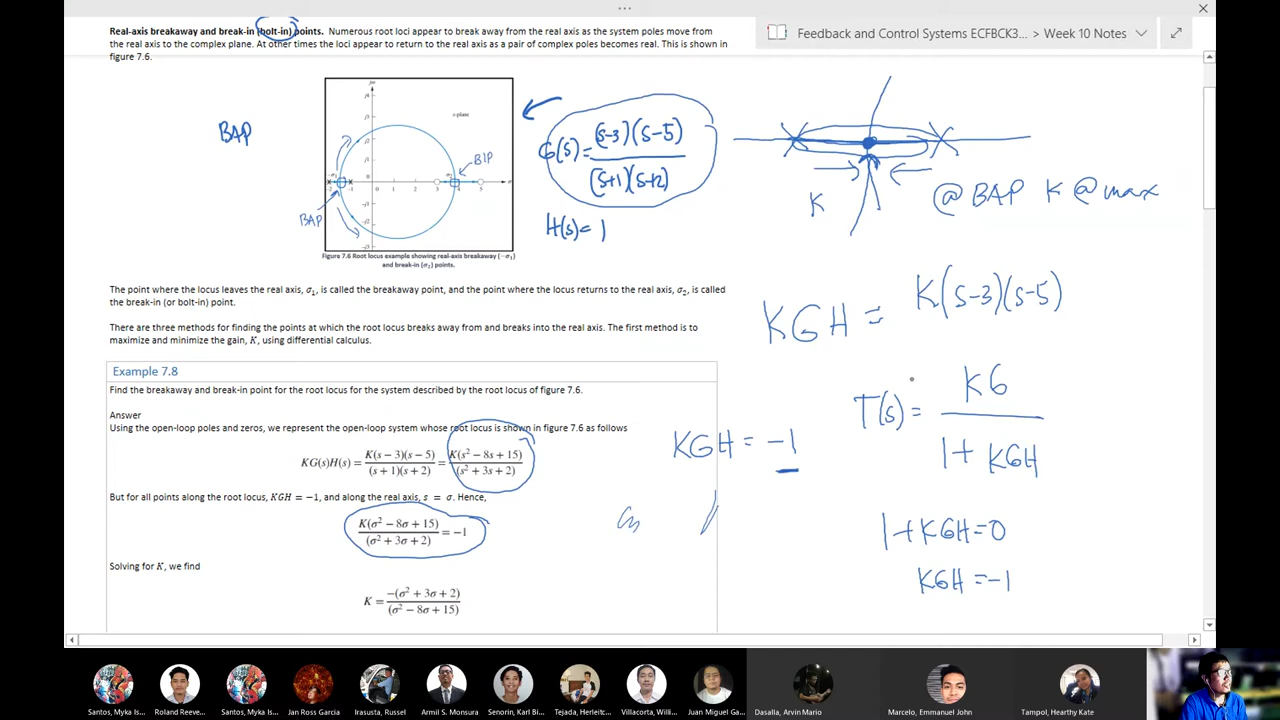 Real-axis breakaway and break-in (bolt-in) points. Numerous root loci appear to break away from the real axis as the system poles move from
the real axis to the complex plane. At other times the loci appear to return to the real axis as a pair of complex poles becomes real. This is shown in
figure 7.6.
Feedback and Control Systems ECFBCK3... > Week 10 Notes
BAP
s-plane
BIP
BAP
G(s) = (s-3)(s-5)
(s+1)(s+2)
H(s) = 1
K
@ BAP K @ max
Figure 7.6 Root locus example showing real-axis breakaway (−σ1)
and break-in (σ2) points.
The point where the locus leaves the real axis, σ1, is called the breakaway point, and the point where the locus returns to the real axis, σ2, is called
the break-in (or bolt-in) point.
There are three methods for finding the points at which the root locus breaks away from and breaks into the real axis. The first method is to
maximize and minimize the gain, K, using differential calculus.
KGH = K(s-3)(s-5)
Example 7.8
Find the breakaway and break-in point for the root locus for the system described by the root locus of figure 7.6.
Answer
Using the open-loop poles and zeros, we represent the open-loop system whose root locus is shown in figure 7.6 as follows
KG(s)H(s) = K(s − 3)(s − 5) / (s + 1)(s + 2) = K(s² − 8s + 15) / (s² + 3s + 2)
KGH = -1
T(s) = KG / 1 + KGH
But for all points along the root locus, KGH = −1, and along the real axis, s = σ. Hence,
K(σ² − 8σ + 15) / (σ² + 3σ + 2) = −1
1+KGH=0
KGH=-1
Solving for K, we find
K = −(σ² + 3σ + 2) / (σ² − 8σ + 15)
Santos, Myka Is...
Roland Reeve...
Santos, Myka Is...
Jan Ross Garcia
Irasusta, Russel
Armil S. Monsura
Senorin, Karl Bi...
Tejada, Herleitc...
Villacorta, Willi...
Juan Miguel Ga...
Dasalla, Arvin Mario
Marcelo, Emmanuel John
Tampol, Hearthy Kate